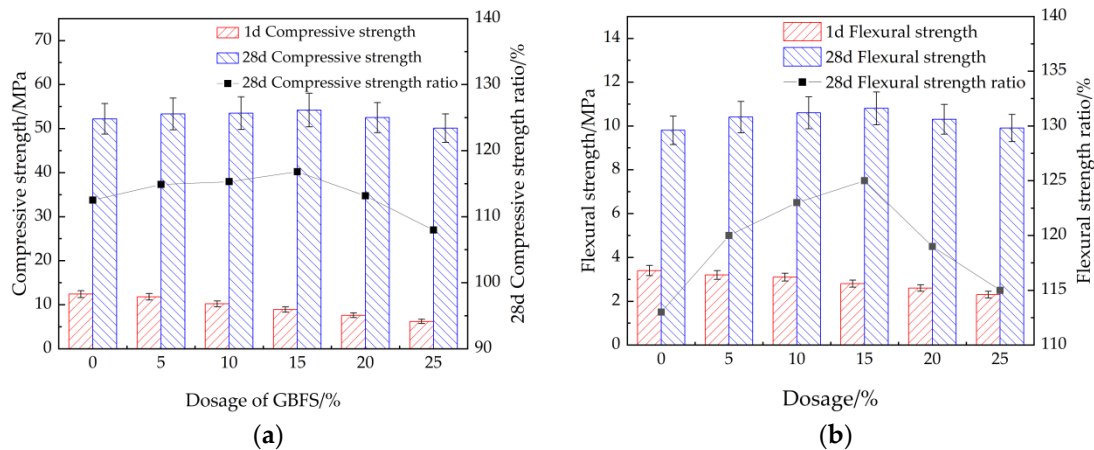 1d Compressive strength
28d Compressive strength
28d Compressive strength ratio
Compressive strength/MPa
70
60
50
40
30
20
10
0
140
130
120
110
100
90
28d Compressive strength ratio/%
0 5 10 15 20 25
Dosage of GBFS/%
(a)
1d Flexural strength
28d Flexural strength
28d Flexural strength ratio
Flexural strength/MPa
14
12
10
8
6
4
2
0
140
135
130
125
120
115
110
Flexural strength ratio/%
0 5 10 15 20 25
Dosage/%
(b)